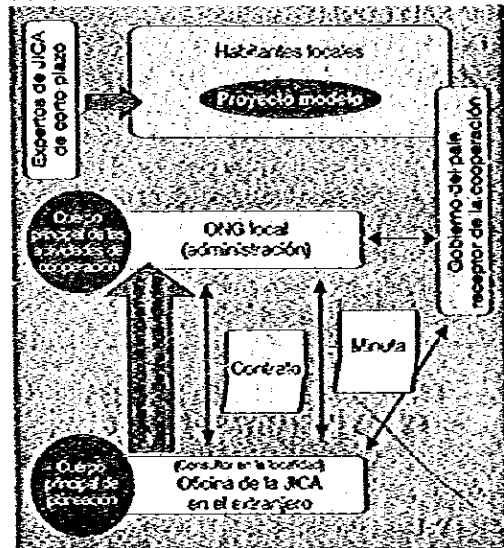 Expertos de JICA
de corto plazo
Habitantes locales
Proyecto modelo
Gobierno del país
receptor de la cooperación
Cuerpo
principal de las
actividades de
cooperación
ONG local
(administración)
Contrato
Minuta
Cuerpo
principal de
planeación
(Consultor en la localidad)
Oficina de la JICA
en el extranjero